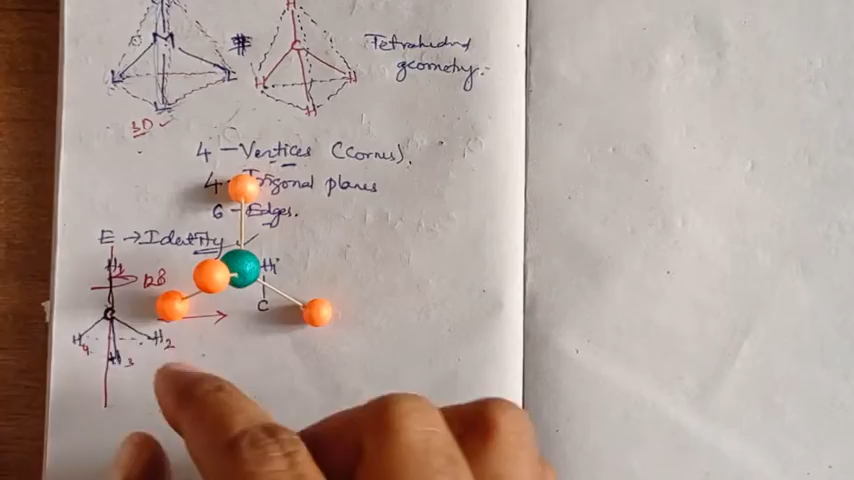 M
C
L
L
L
H
H
H
H
Tetrahedral
geometry:-
3D
4 - Vertices (Corners).
4 - Trigonal planes
6 - Edges.
E → Identity
H1
C
H4
H3
H2
C